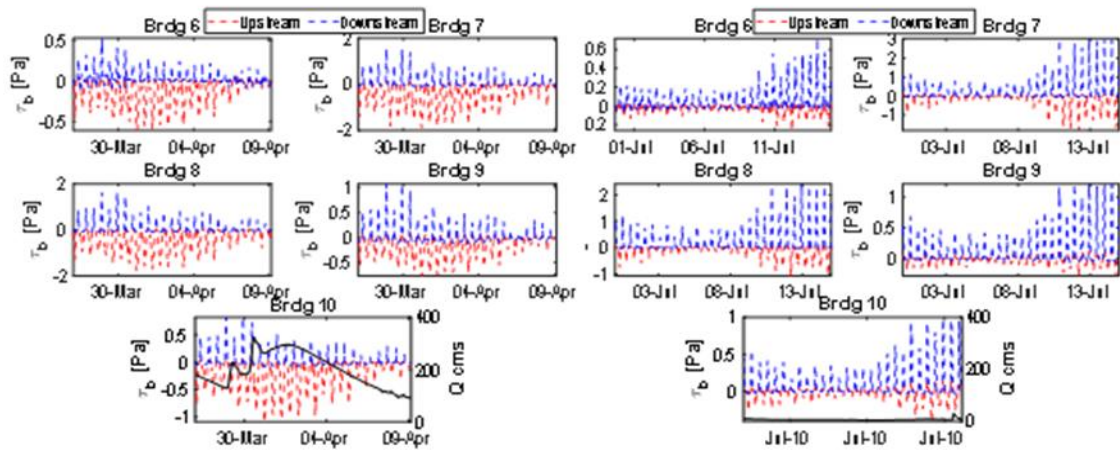 Brdg 6 Upstream Downstream Brdg 7
Brdg 6 Upstream Downstream Brdg 7
τb [Pa] 0.5 0 -0.5
30-Mar 04-Apr 09-Apr
τb [Pa] 2 0 -2
30-Mar 04-Apr 09-Apr
τb [Pa] 0.6 0.4 0.2 0 0.2
01-Jul 06-Jul 11-Jul
τb [Pa] 3 2 1 0 -1
03-Jul 08-Jul 13-Jul
Brdg 8
τb [Pa] 2 0 -2
30-Mar 04-Apr 09-Apr
Brdg 9
τb [Pa] 1 0.5 0 -0.5
30-Mar 04-Apr 09-Apr
Brdg 8
- 2 1 0 -1
03-Jul 08-Jul 13-Jul
Brdg 9
τb [Pa] 1 0.5 0
03-Jul 08-Jul 13-Jul
Brdg 10
τb [Pa] 0.5 0 -0.5 -1
400 200 0 Q cms
30-Mar 04-Apr 09-Apr
Brdg 10
τb [Pa] 1 0.5 0
400 200 0 Q cms
Jul-10 Jul-10 Jul-10